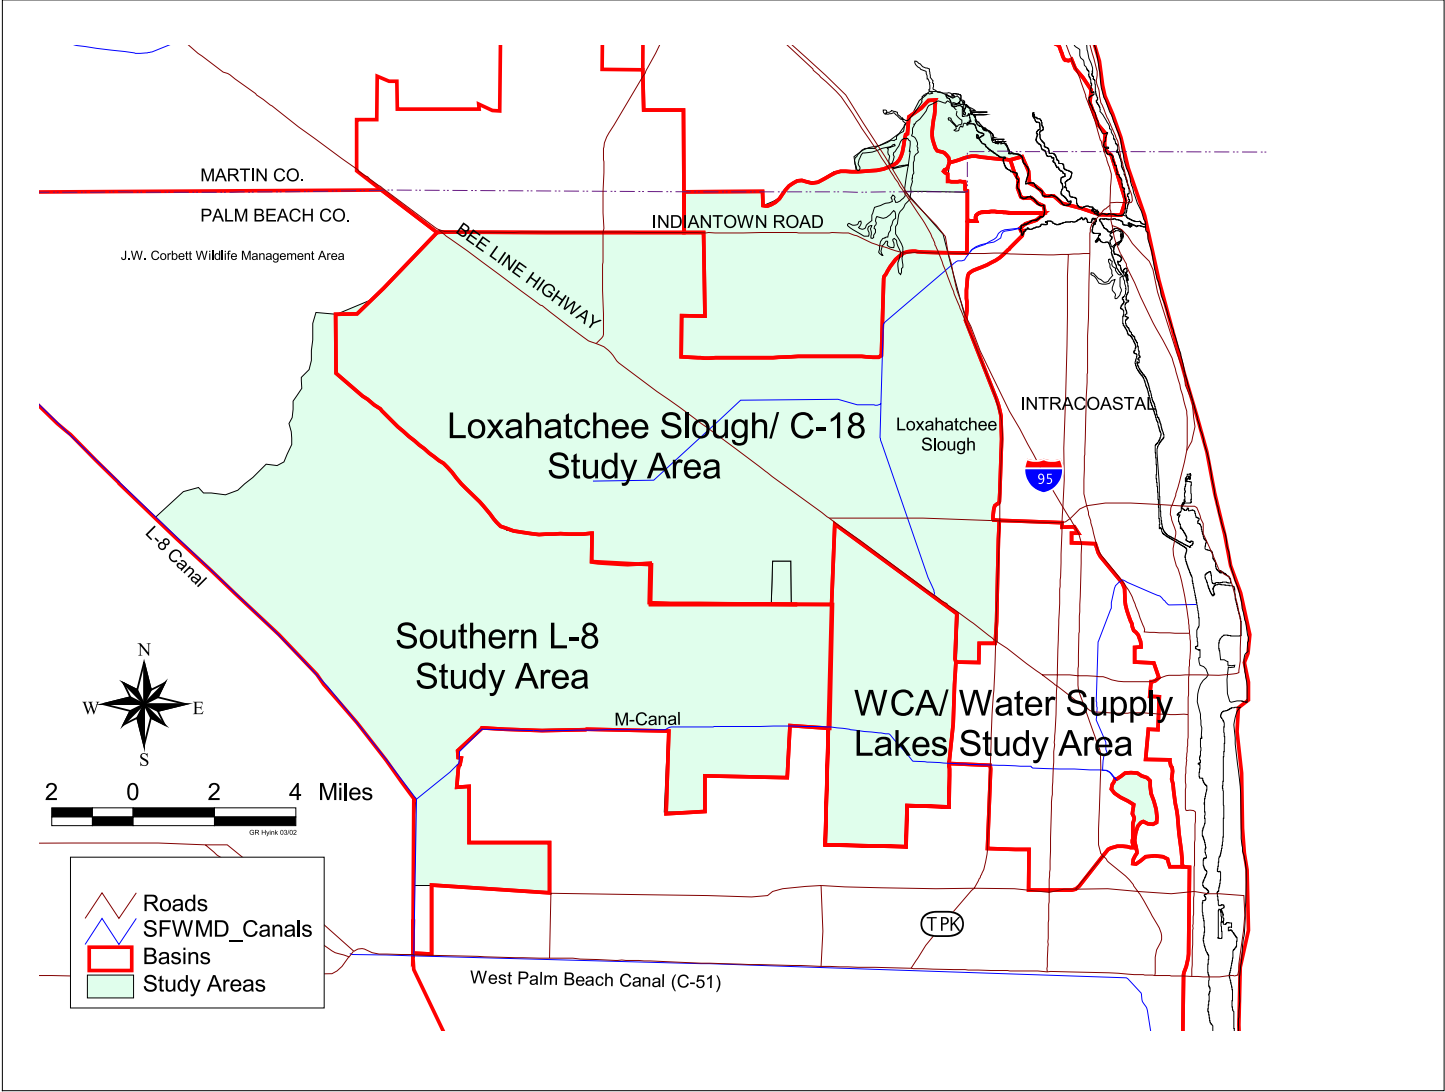 MARTIN CO.
PALM BEACH CO.
INDIANTOWN ROAD
BEE LINE HIGHWAY
J.W. Corbett Wildlife Management Area
INTRACOASTAL
Loxahatchee Slough/ C-18
Study Area
Loxahatchee
Slough
95
L-8 Canal
Southern L-8
Study Area
N
W
E
S
M-Canal
WCA/ Water Supply
Lakes Study Area
2 0 2 4 Miles
GR Hyink 03/02
Roads
SFWMD_Canals
Basins
Study Areas
TPK
West Palm Beach Canal (C-51)